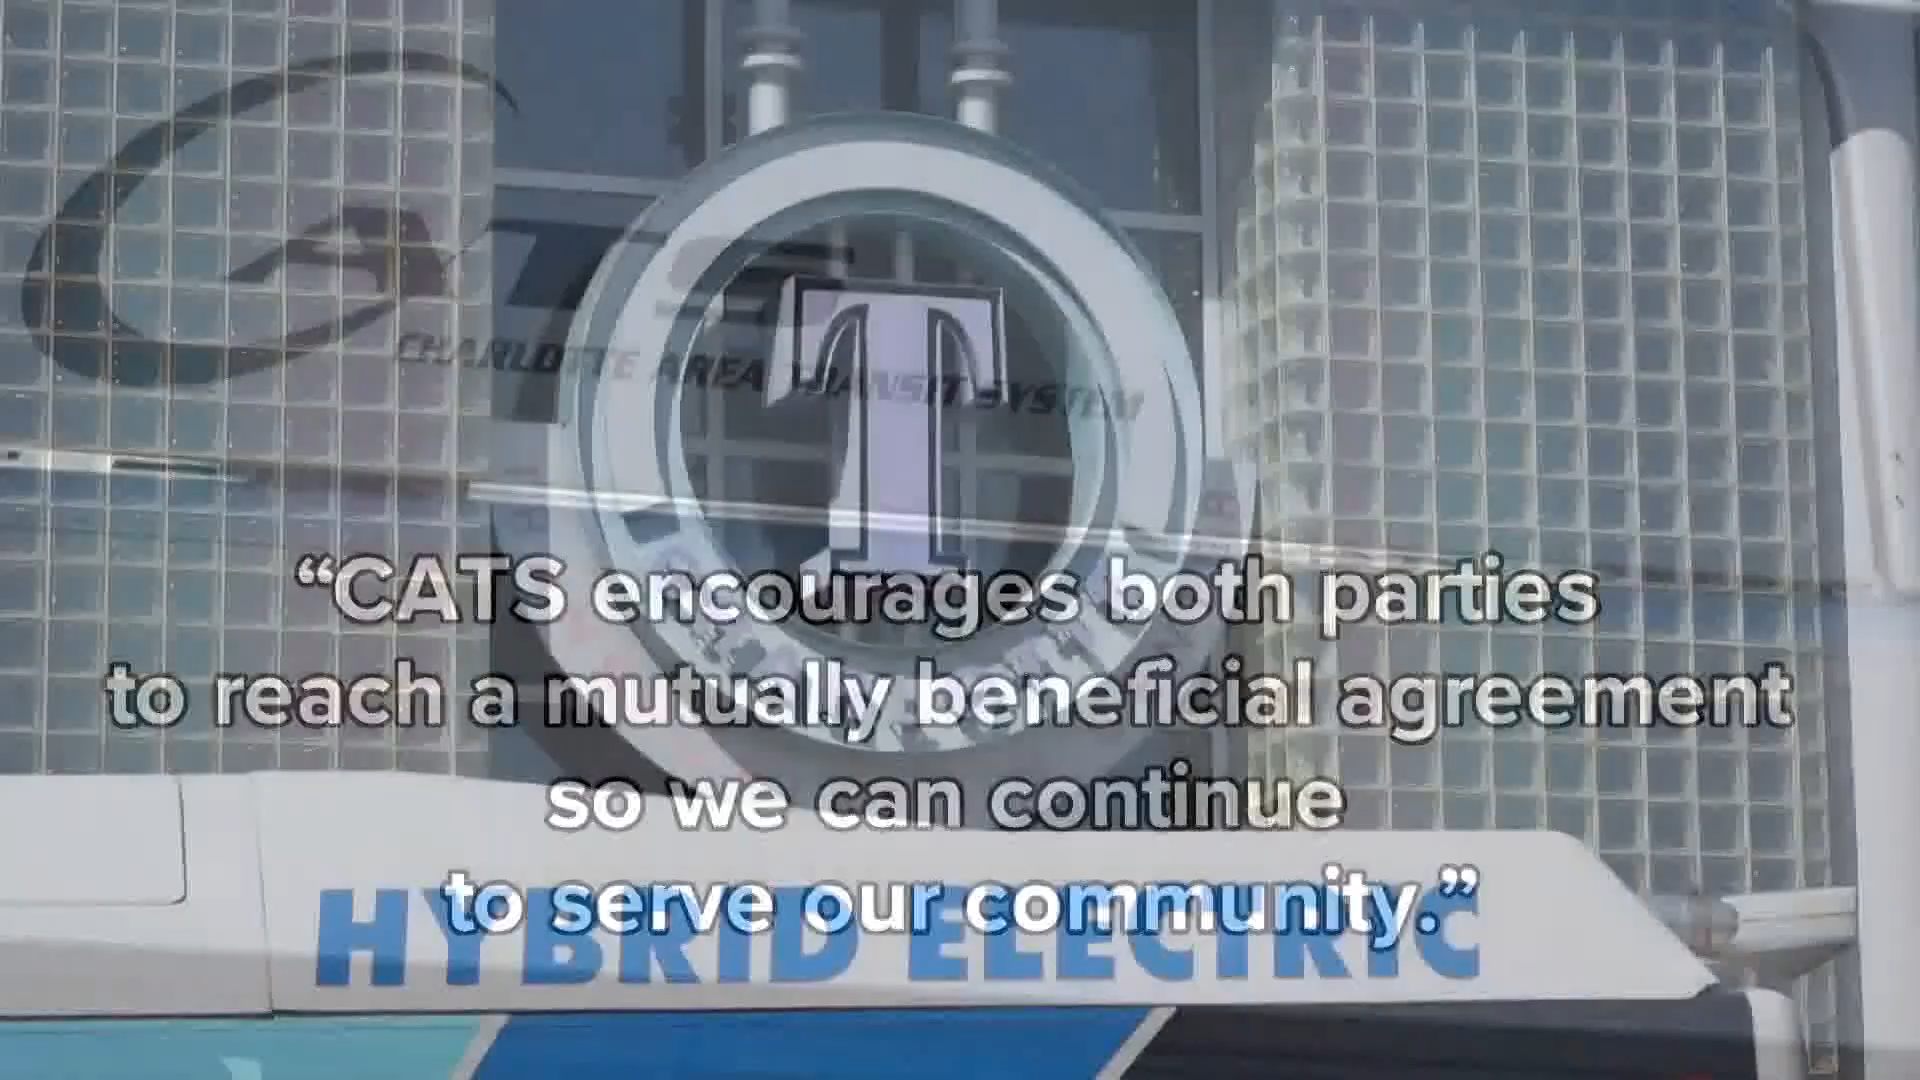 CATS
CHARLOTTE AREA TRANSIT SYSTEM
T
“CATS encourages both parties
to reach a mutually beneficial agreement
so we can continue
to serve our community.”
HYBRID ELECTRIC